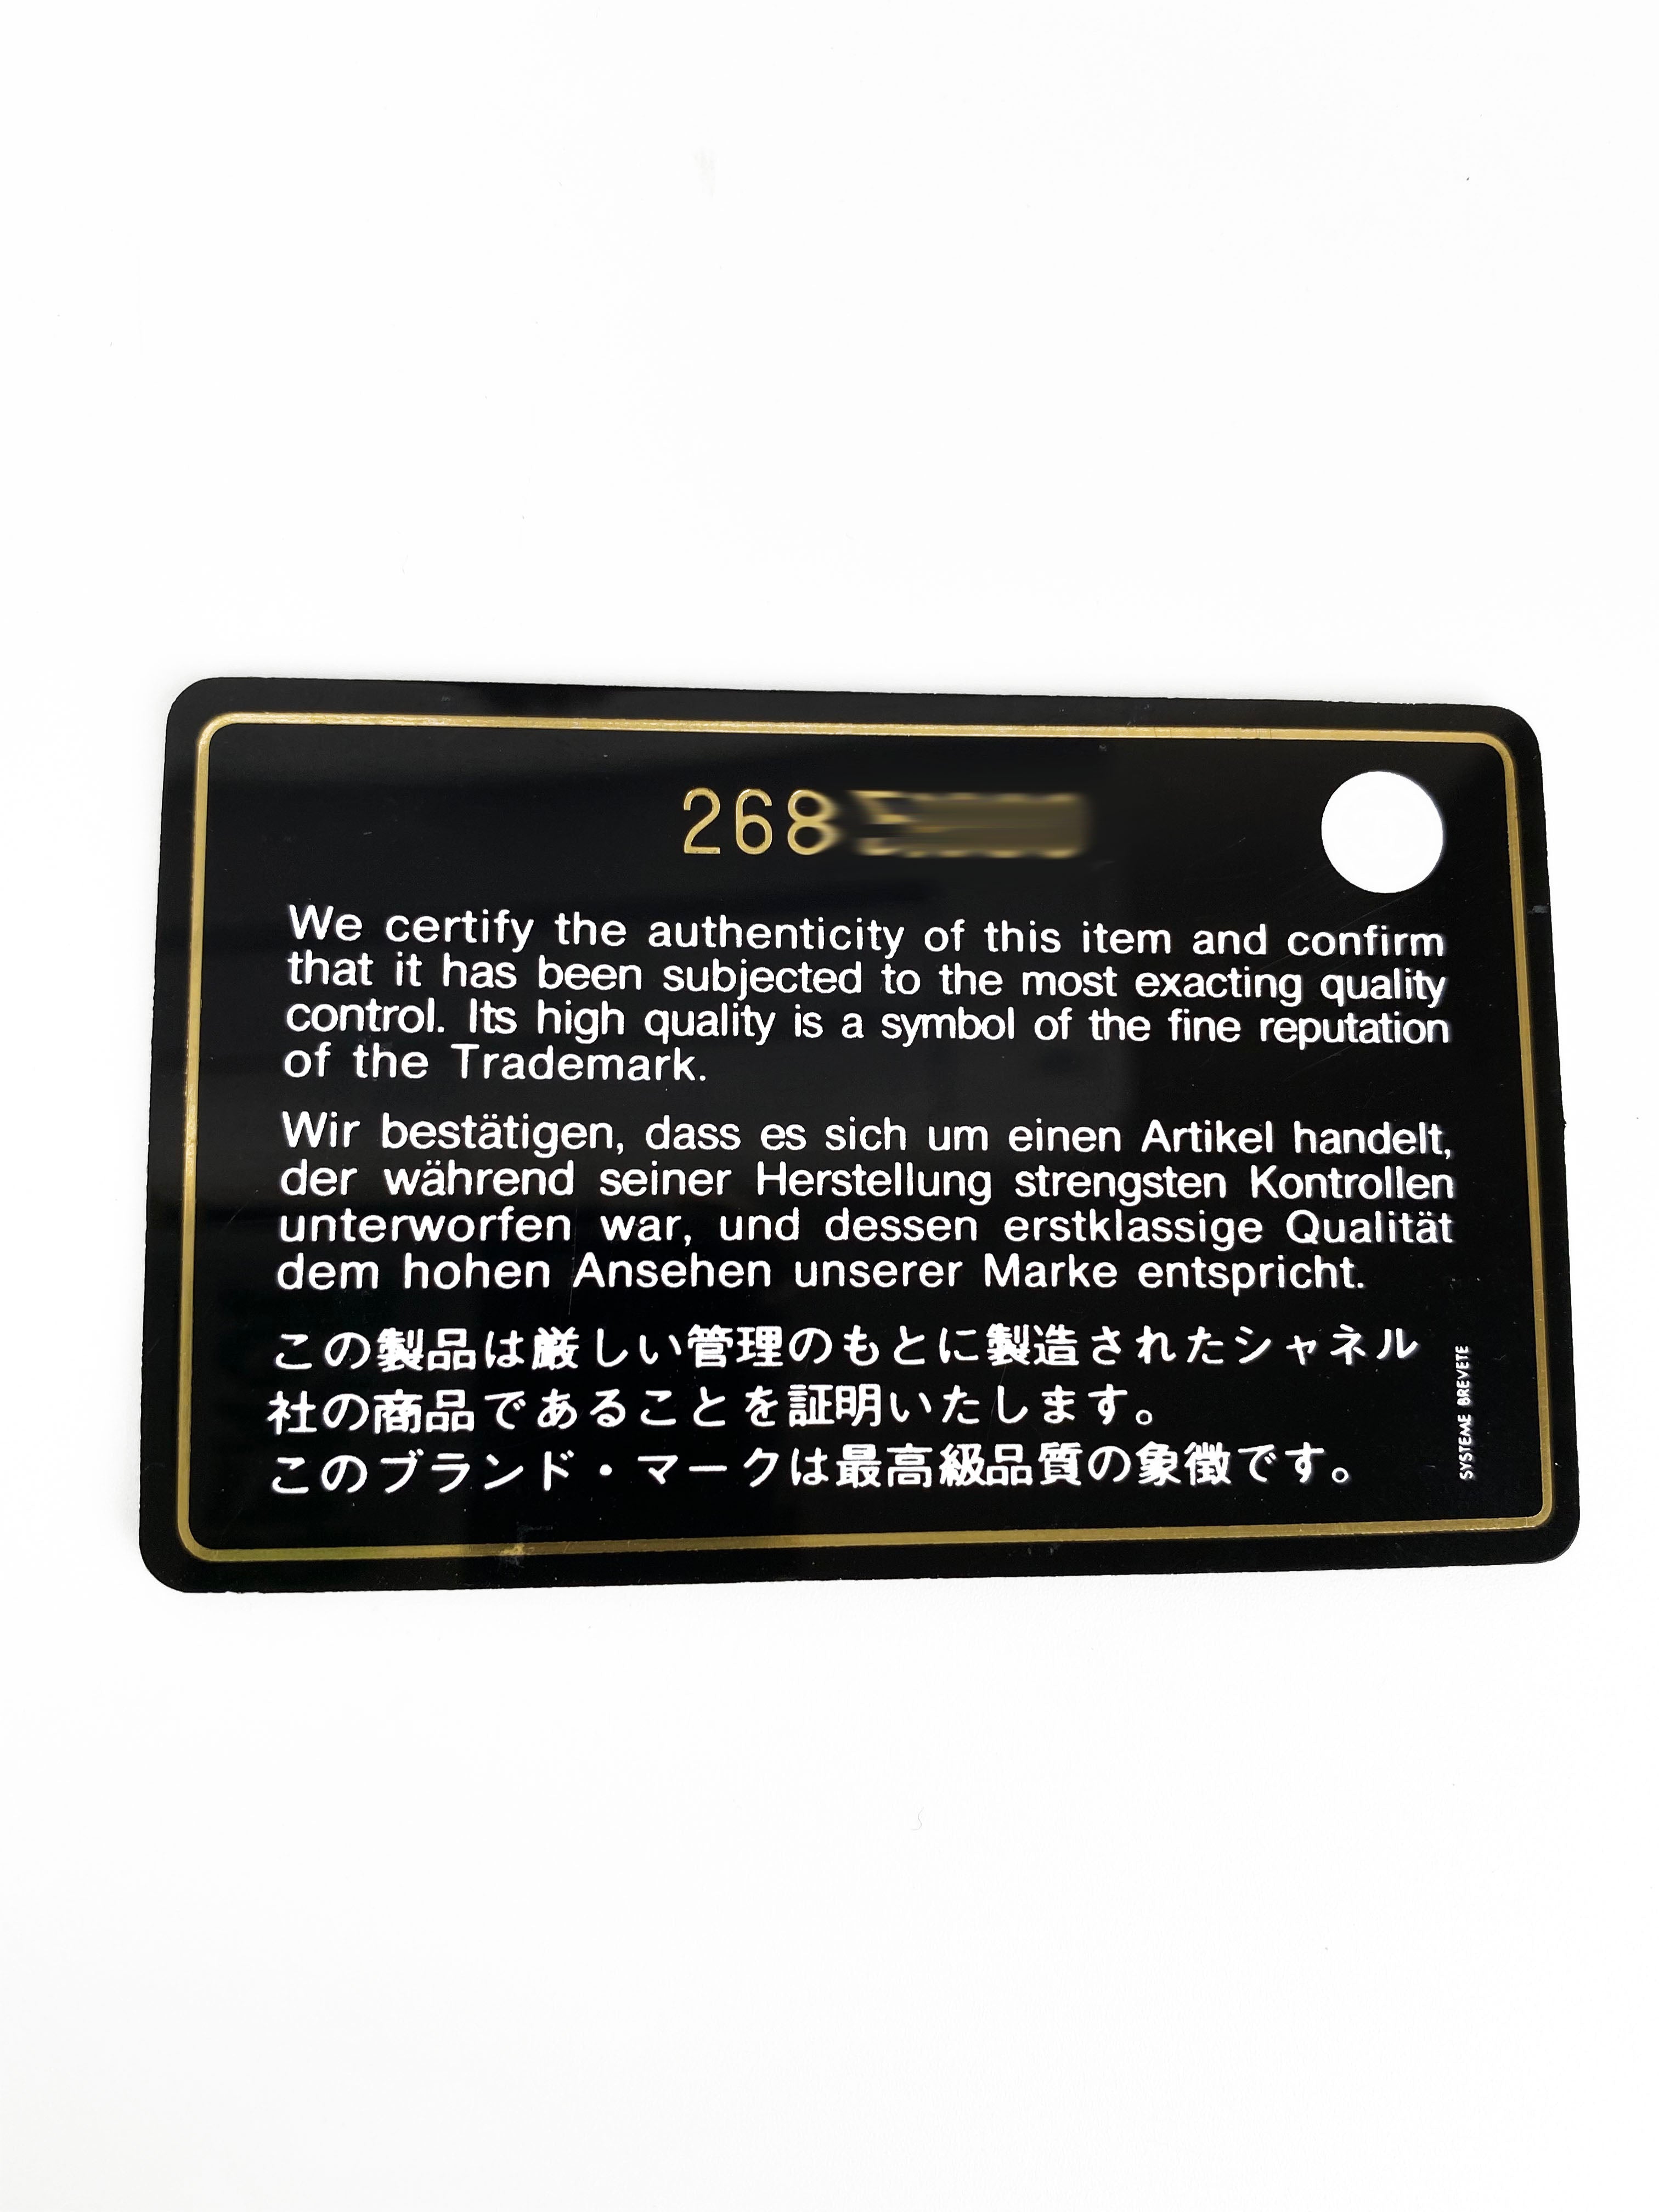 268
We certify the authenticity of this item and confirm
that it has been subjected to the most exacting quality
control. Its high quality is a symbol of the fine reputation
of the Trademark.
Wir bestätigen, dass es sich um einen Artikel handelt,
der während seiner Herstellung strengsten Kontrollen
unterworfen war, und dessen erstklassige Qualität
dem hohen Ansehen unserer Marke entspricht.
この製品は厳しい管理のもとに製造されたシャネル
社の商品であることを証明いたします。
このブランド・マークは最高級品質の象徴です。
SYSTEME BREVETE